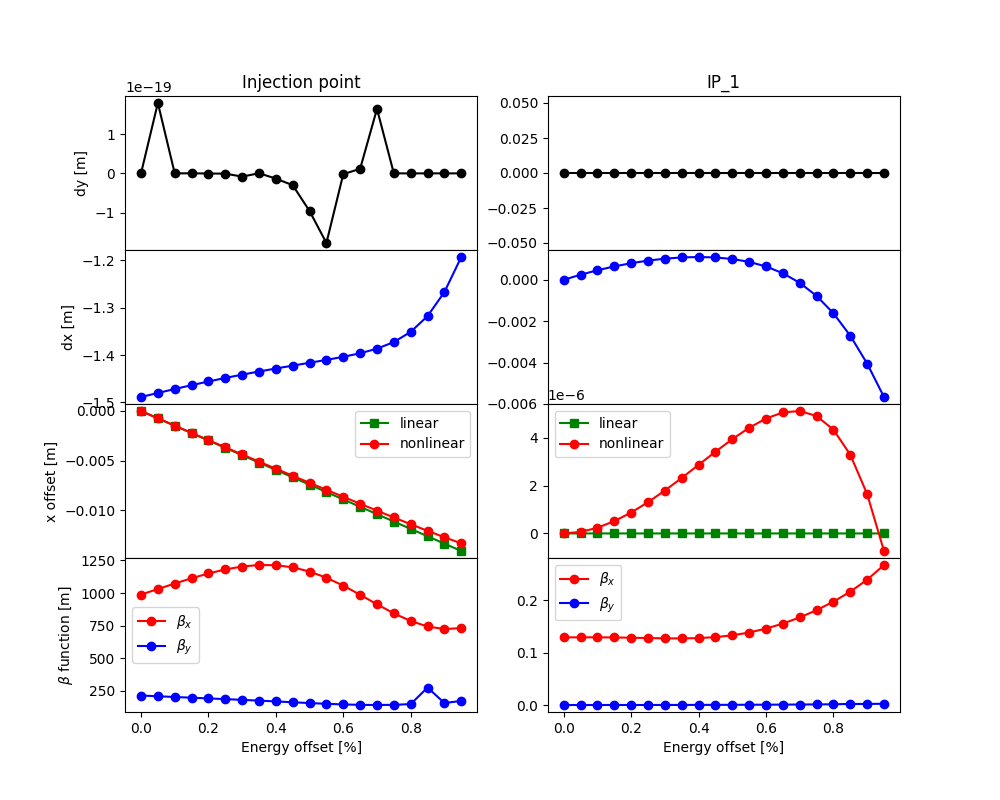 Injection point
1e−19
dy [m]
1
0
−1
dx [m]
−1.2
−1.3
−1.4
−1.5
x offset [m]
0.000
−0.005
−0.010
linear
nonlinear
β function [m]
1250
1000
750
500
250
βx
βy
0.0 0.2 0.4 0.6 0.8
Energy offset [%]
IP_1
0.050
0.025
0.000
−0.025
−0.050
0.000
−0.002
−0.004
−0.006
1e−6
4
2
0
linear
nonlinear
0.2
0.1
0.0
βx
βy
0.0 0.2 0.4 0.6 0.8
Energy offset [%]